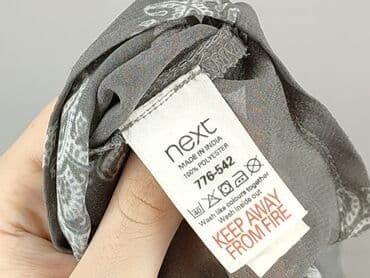 next
MADE IN INDIA
100% POLYESTER
776-542
Wash like colours together
Wash inside out
KEEP AWAY
FROM FIRE